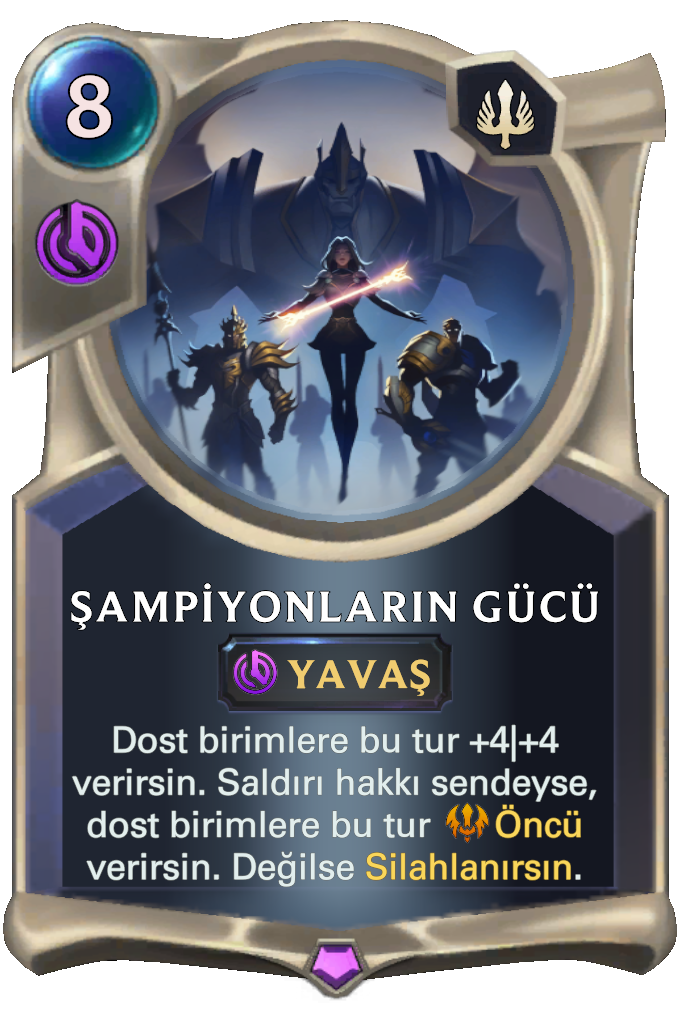 8
ŞAMPİYONLARIN GÜCÜ
YAVAŞ
Dost birimlere bu tur +4|+4
verirsin. Saldırı hakkı sendeyse,
dost birimlere bu tur Öncü
verirsin. Değilse Silahlanırsın.